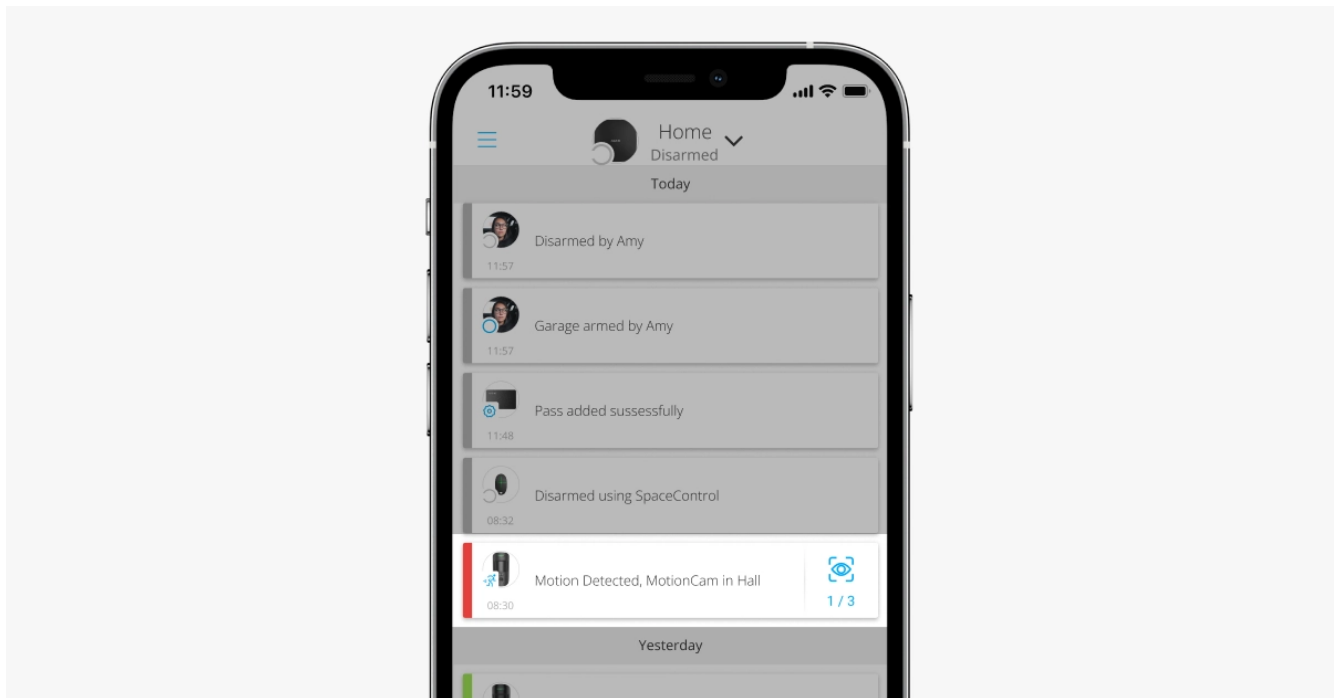 11:59
Home
Disarmed
Today
Disarmed by Amy
11:57
Garage armed by Amy
11:57
Pass added sussessfully
11:48
Disarmed using SpaceControl
08:32
Motion Detected, MotionCam in Hall
1 / 3
08:30
Yesterday